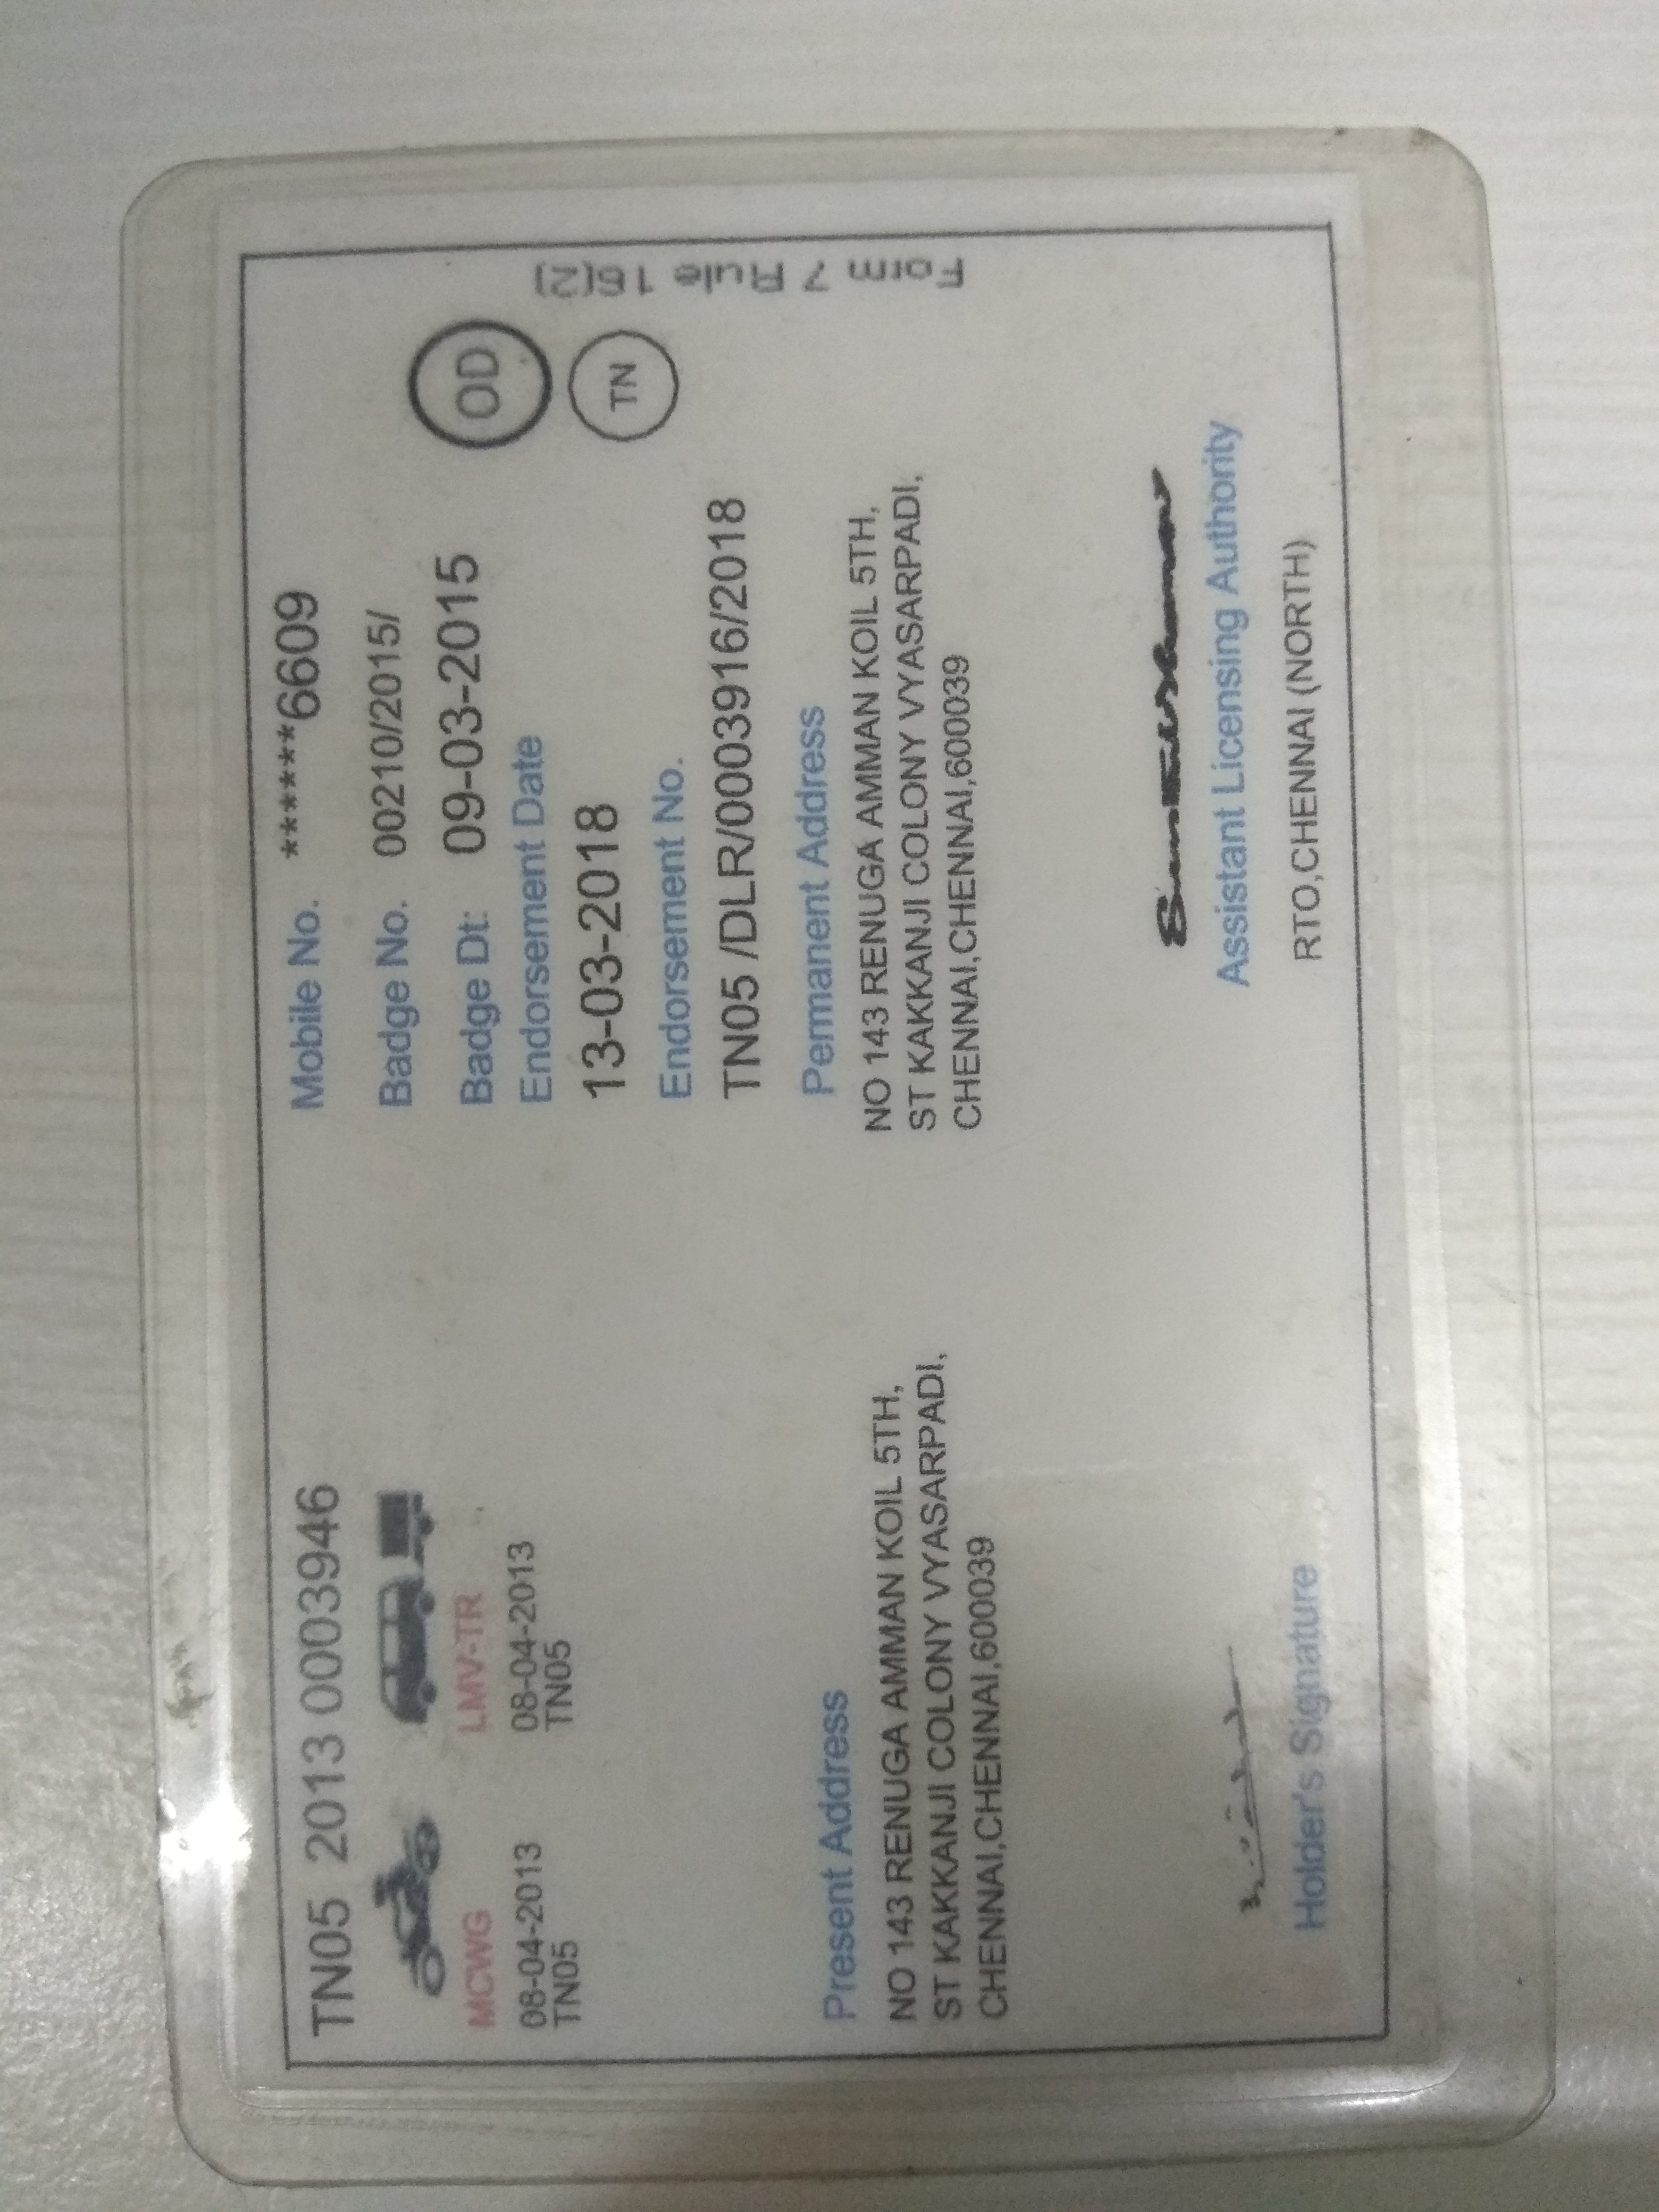 TN05 2013 0003946
MCWG
08-04-2013
TN05
LMV-TR
08-04-2013
TN05
Present Address
NO 143 RENUGA AMMAN KOIL 5TH,
ST KAKKANJI COLONY VYASARPADI,
CHENNAI,CHENNAI,600039
Holder's Signature
Mobile No. ******6609
Badge No. 00210/2015/
Badge Dt: 09-03-2015
Endorsement Date
13-03-2018
Endorsement No.
TN05 /DLR/0003916/2018
Permanent Address
NO 143 RENUGA AMMAN KOIL 5TH,
ST KAKKANJI COLONY VYASARPADI,
CHENNAI,CHENNAI,600039
Assistant Licensing Authority
RTO,CHENNAI (NORTH)
OD
TN
Form 7 Rule 16(2)